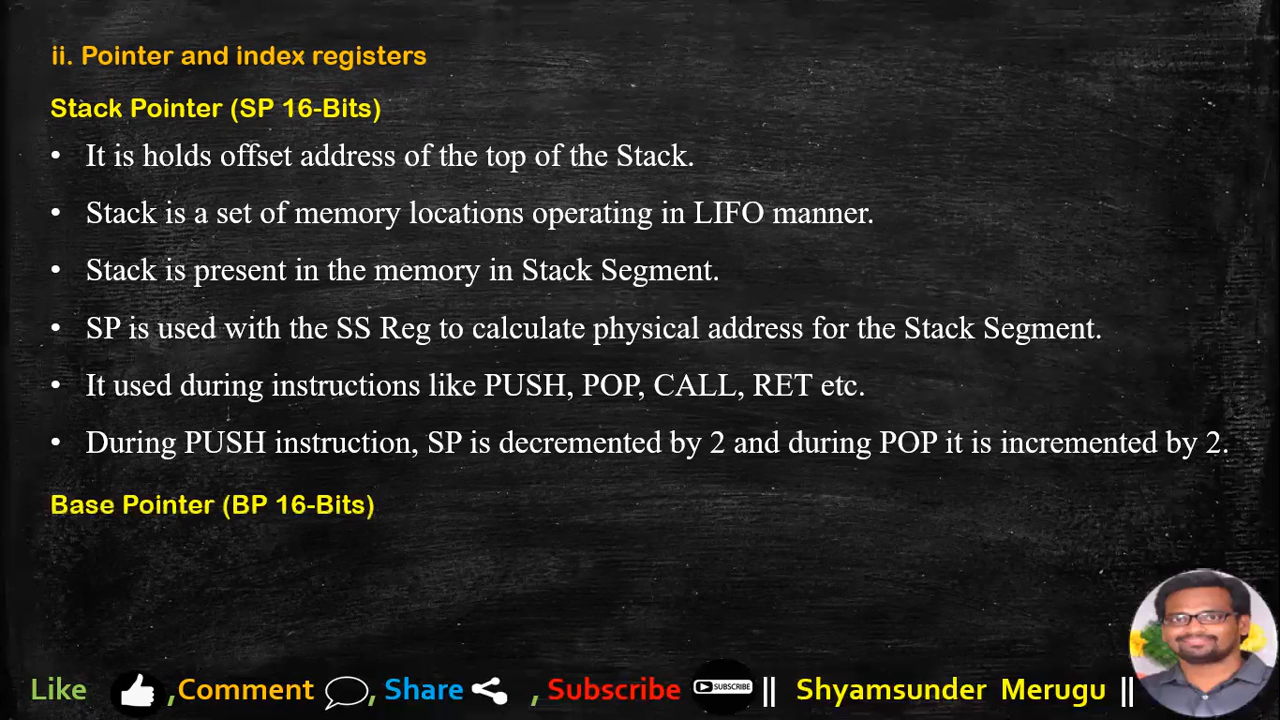 ii. Pointer and index registers
Stack Pointer (SP 16-Bits)
• It is holds offset address of the top of the Stack.
• Stack is a set of memory locations operating in LIFO manner.
• Stack is present in the memory in Stack Segment.
• SP is used with the SS Reg to calculate physical address for the Stack Segment.
• It used during instructions like PUSH, POP, CALL, RET etc.
• During PUSH instruction, SP is decremented by 2 and during POP it is incremented by 2.
Base Pointer (BP 16-Bits)
Like , Comment , Share , Subscribe SUBSCRIBE || Shyamsunder Merugu ||